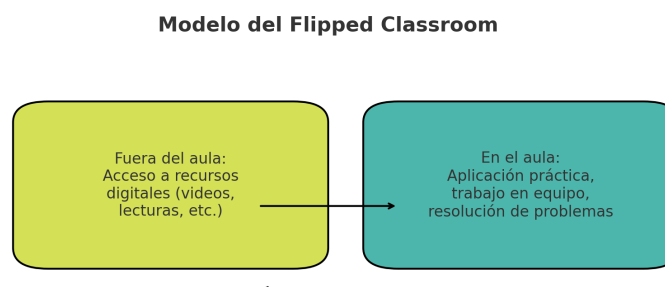 Modelo del Flipped Classroom
Fuera del aula:
Acceso a recursos
digitales (videos,
lecturas, etc.)
En el aula:
Aplicación práctica,
trabajo en equipo,
resolución de problemas